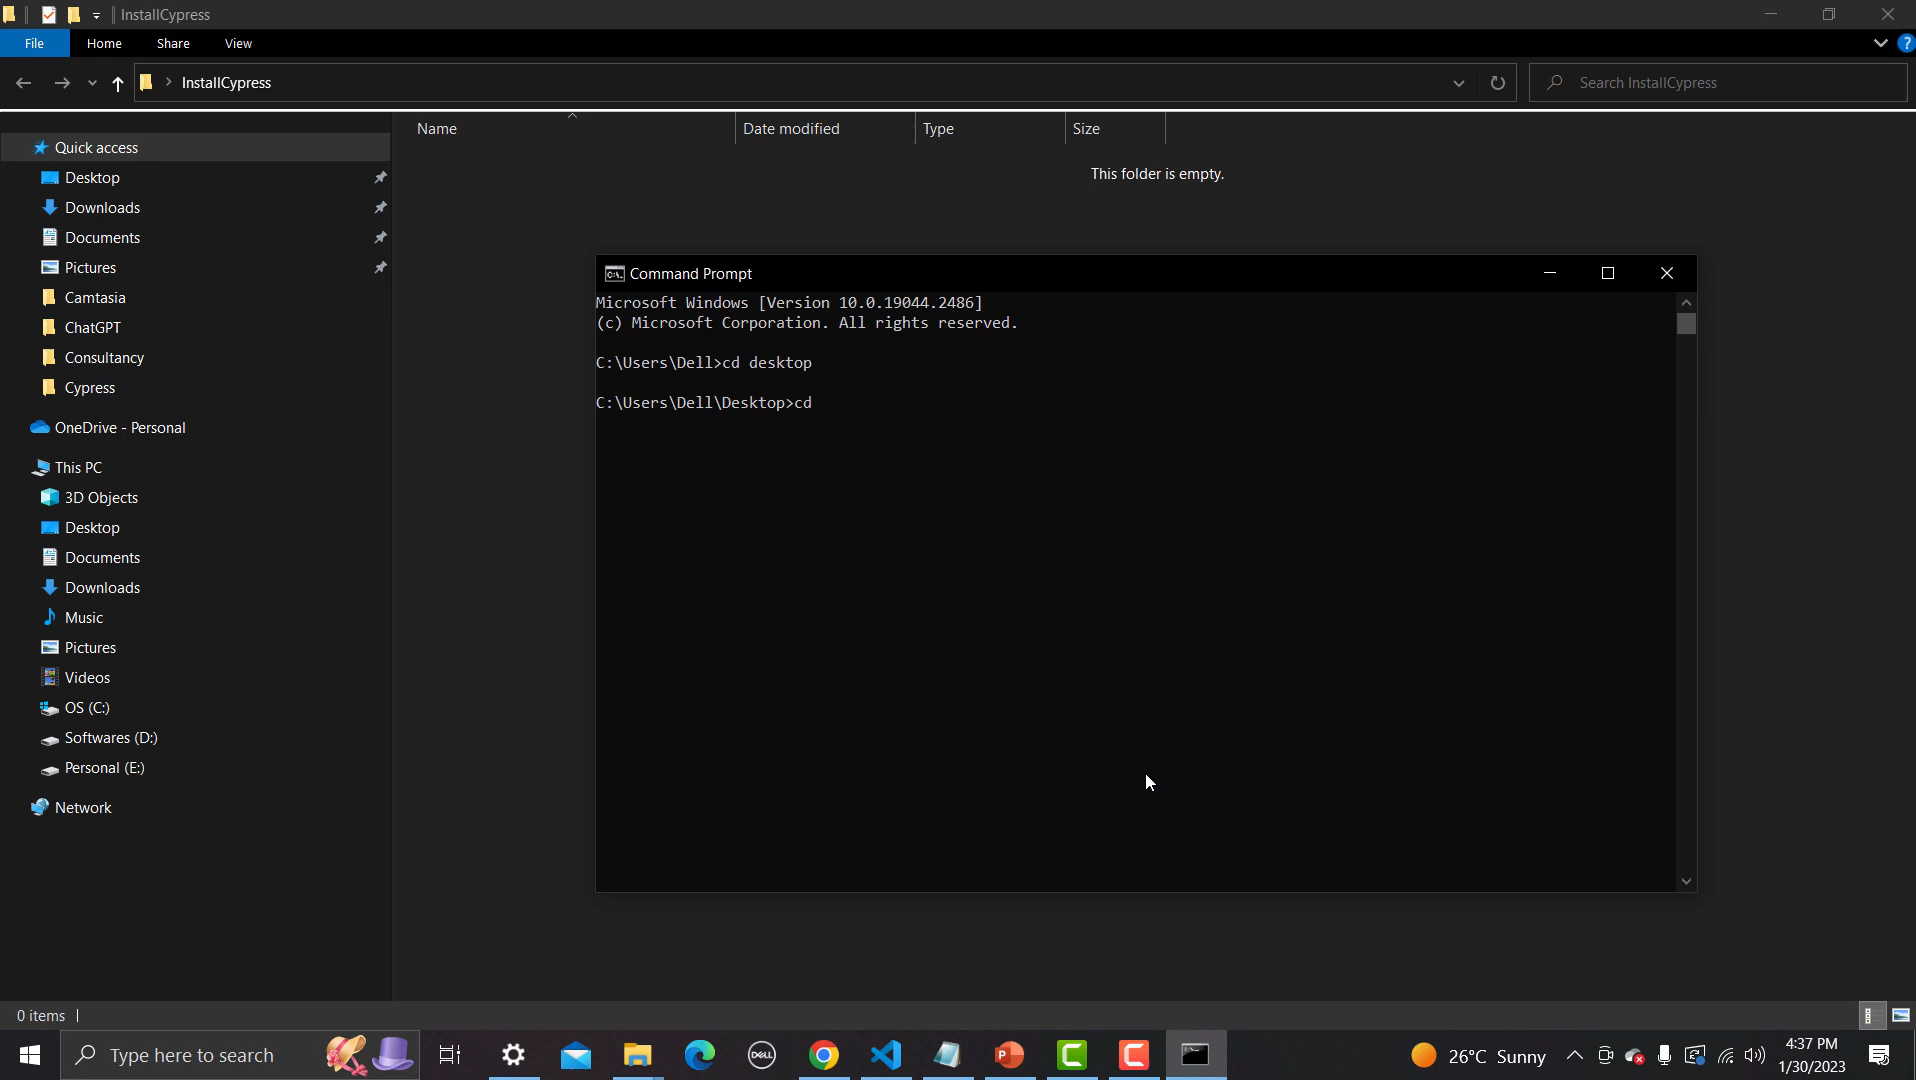 InstallCypress
File Home Share View
InstallCypress
Search InstallCypress
Name Date modified Type Size
This folder is empty.
Quick access
Desktop
Downloads
Documents
Pictures
Camtasia
ChatGPT
Consultancy
Cypress
OneDrive - Personal
This PC
3D Objects
Desktop
Documents
Downloads
Music
Pictures
Videos
OS (C:)
Softwares (D:)
Personal (E:)
Network
Command Prompt
Microsoft Windows [Version 10.0.19044.2486]
(c) Microsoft Corporation. All rights reserved.
C:\Users\Dell>cd desktop
C:\Users\Dell\Desktop>cd
0 items
Type here to search
DELL
26°C Sunny
4:37 PM
1/30/2023